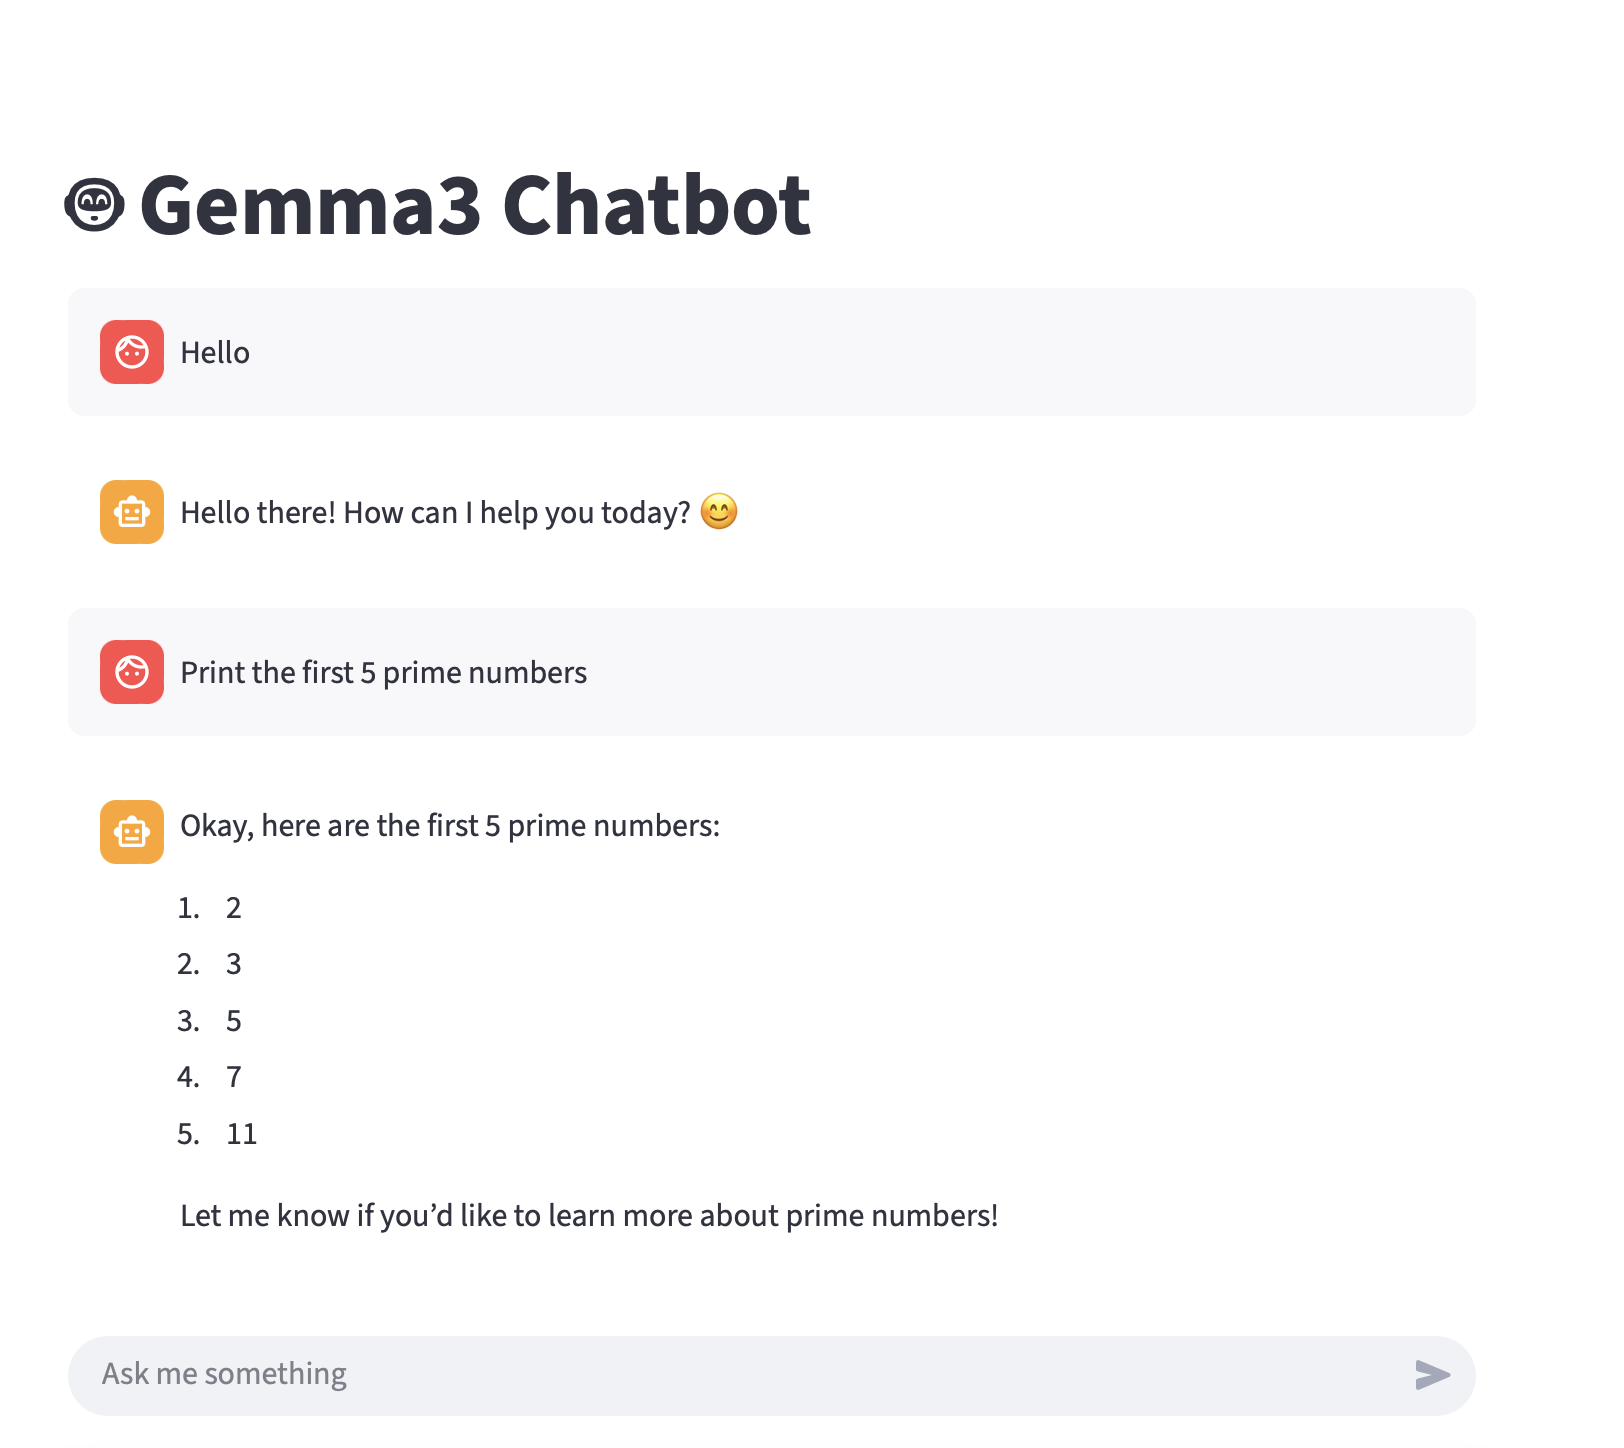 Gemma3 Chatbot
Hello
Hello there! How can I help you today? 😊
Print the first 5 prime numbers
Okay, here are the first 5 prime numbers:
1. 2
2. 3
3. 5
4. 7
5. 11
Let me know if you’d like to learn more about prime numbers!
Ask me something